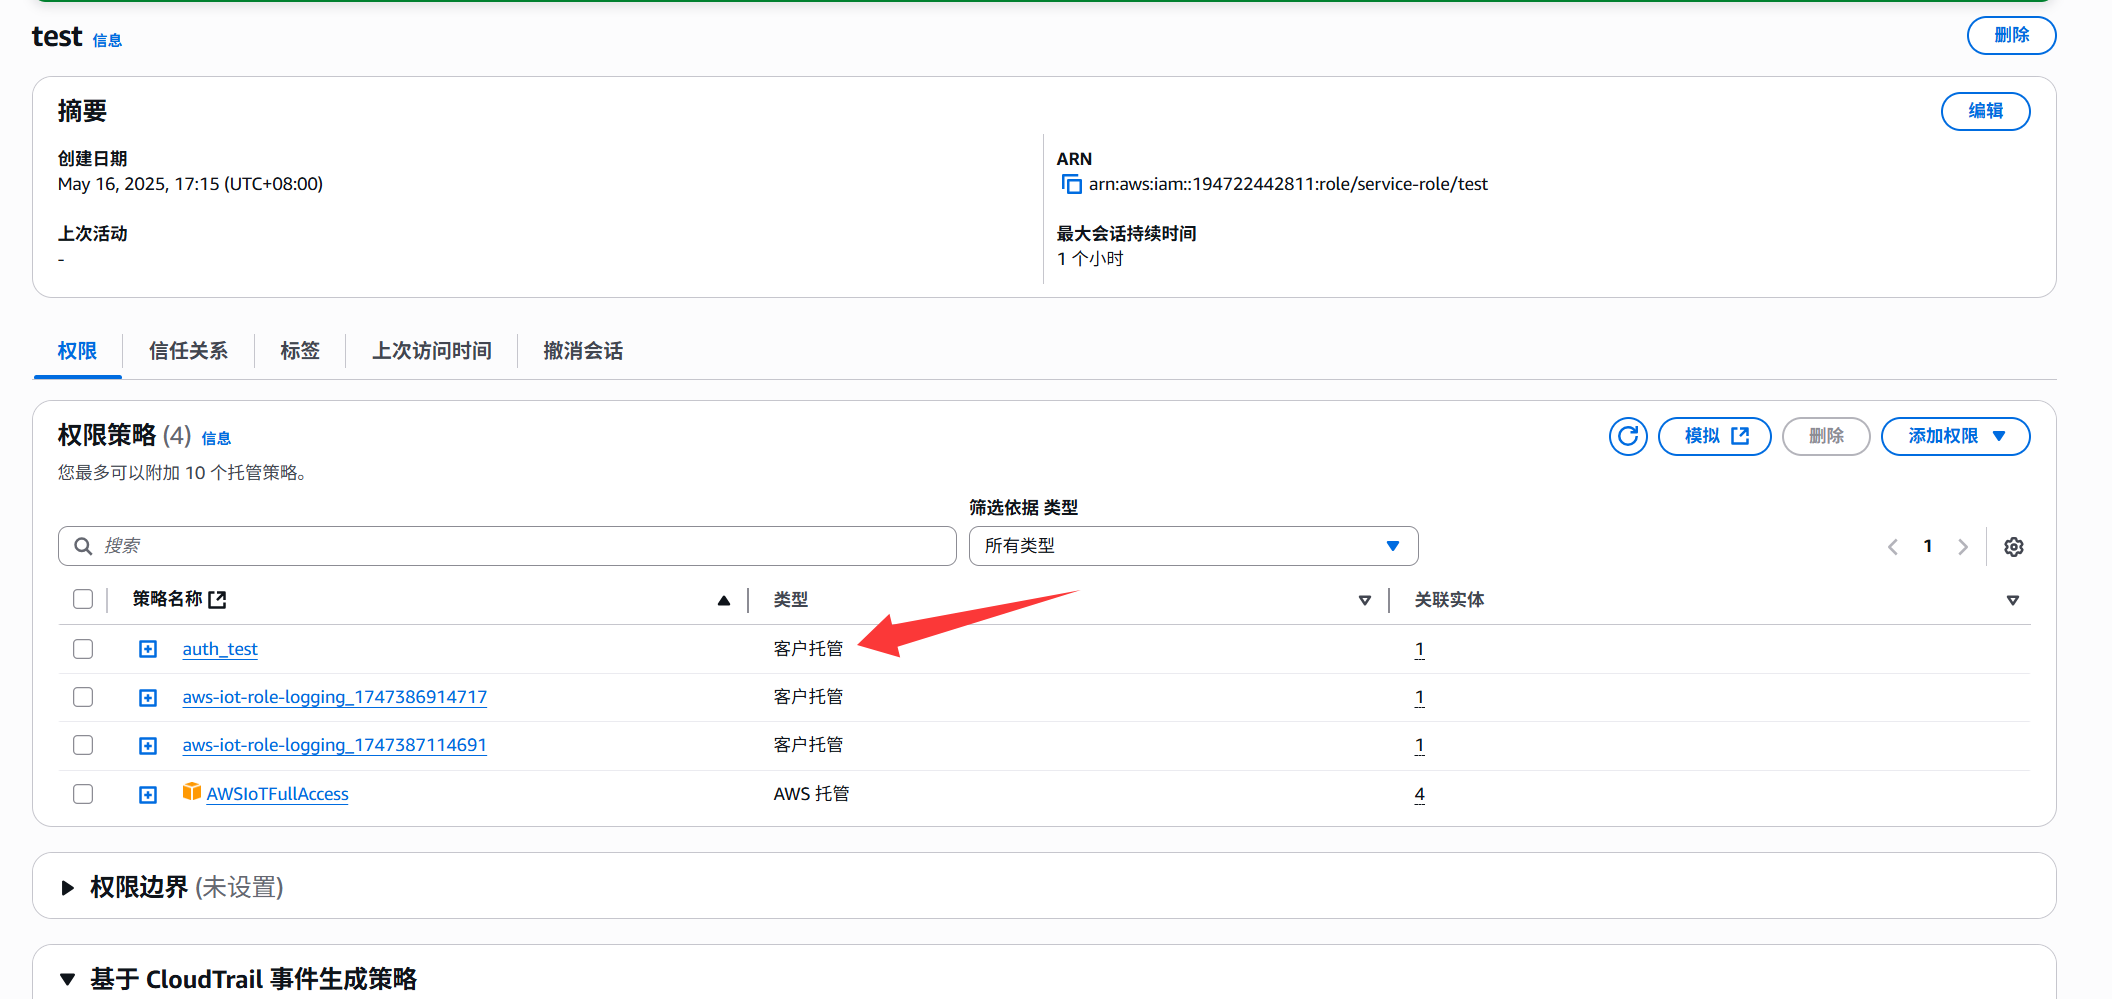 test 信息
删除
摘要
编辑
创建日期
May 16, 2025, 17:15 (UTC+08:00)
ARN
arn:aws:iam::194722442811:role/service-role/test
上次活动
-
最大会话持续时间
1 个小时
权限
信任关系
标签
上次访问时间
撤消会话
权限策略 (4) 信息
模拟
删除
添加权限
您最多可以附加 10 个托管策略。
筛选依据 类型
搜索
所有类型
1
策略名称
类型
关联实体
auth_test
客户托管
1
aws-iot-role-logging_1747386914717
客户托管
1
aws-iot-role-logging_1747387114691
客户托管
1
AWSIoTFullAccess
AWS 托管
4
权限边界 (未设置)
基于 CloudTrail 事件生成策略